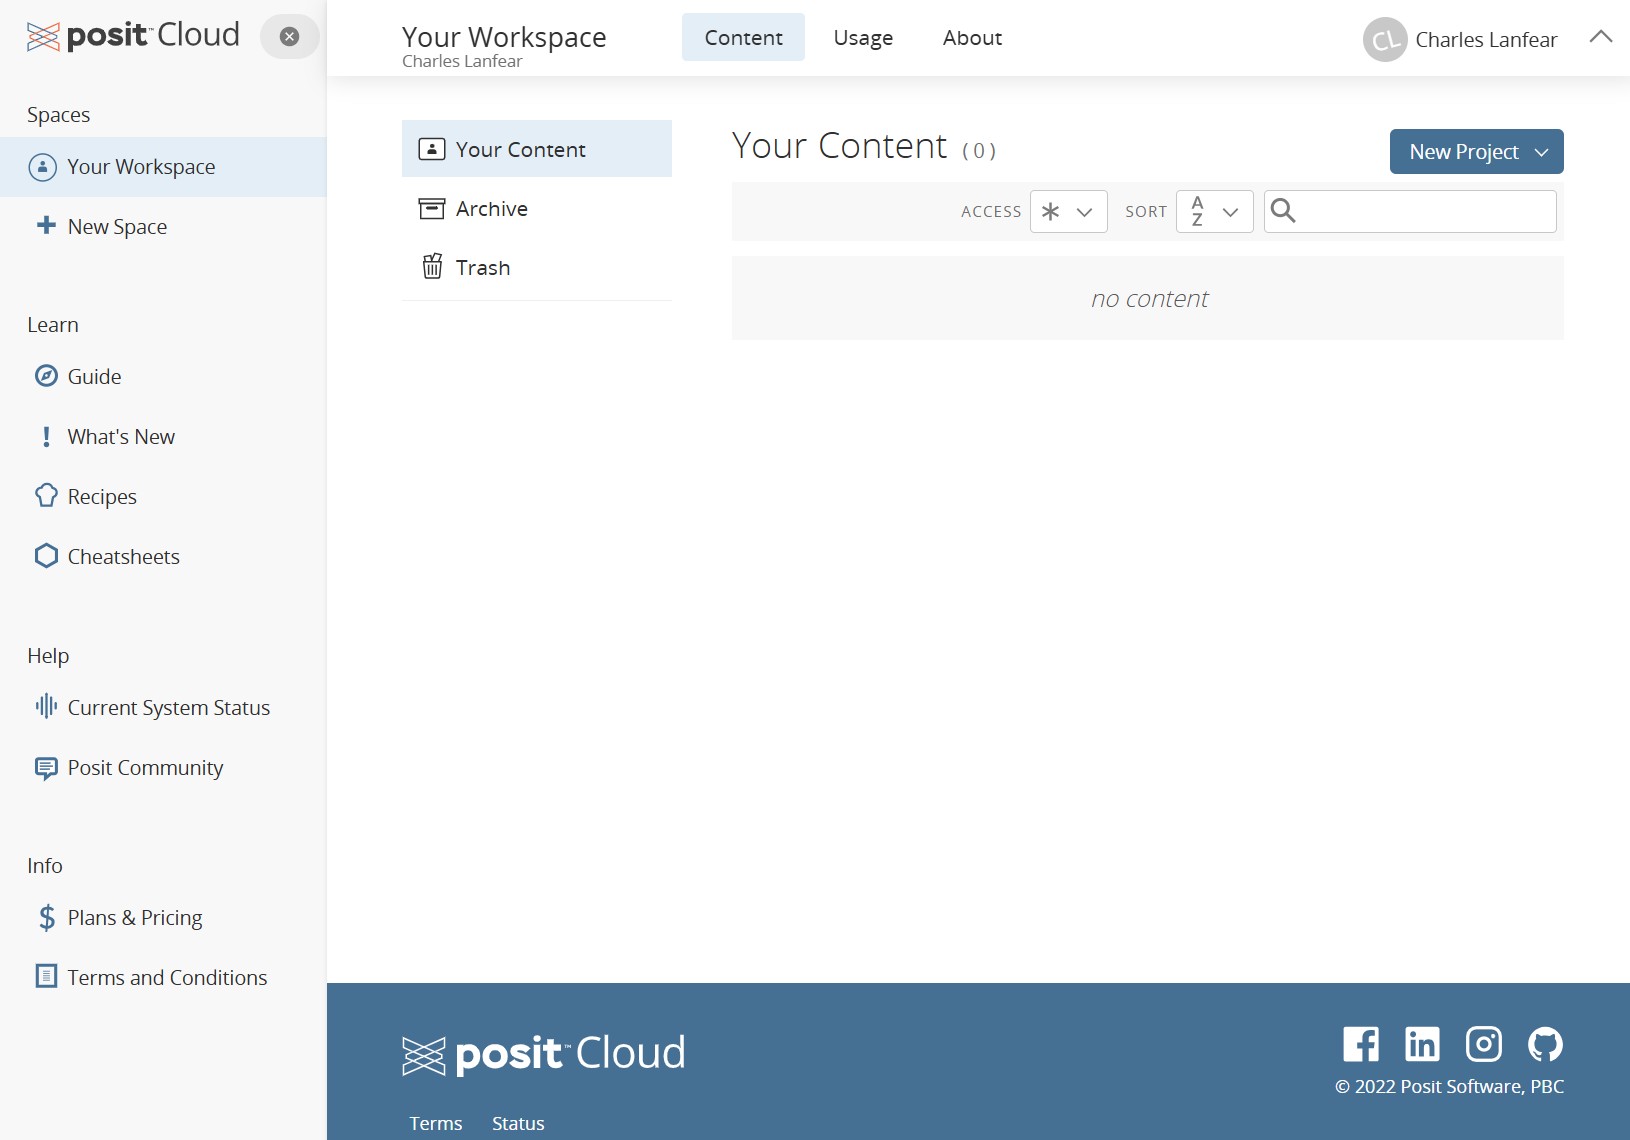 posit™ Cloud
Spaces
Your Workspace
New Space
Learn
Guide
What's New
Recipes
Cheatsheets
Help
Current System Status
Posit Community
Info
Plans & Pricing
Terms and Conditions
Your Workspace
Charles Lanfear
Content
Usage
About
CL
Charles Lanfear
Your Content
Archive
Trash
Your Content (0)
New Project
ACCESS
SORT
A
Z
no content
posit™ Cloud
© 2022 Posit Software, PBC
Terms
Status